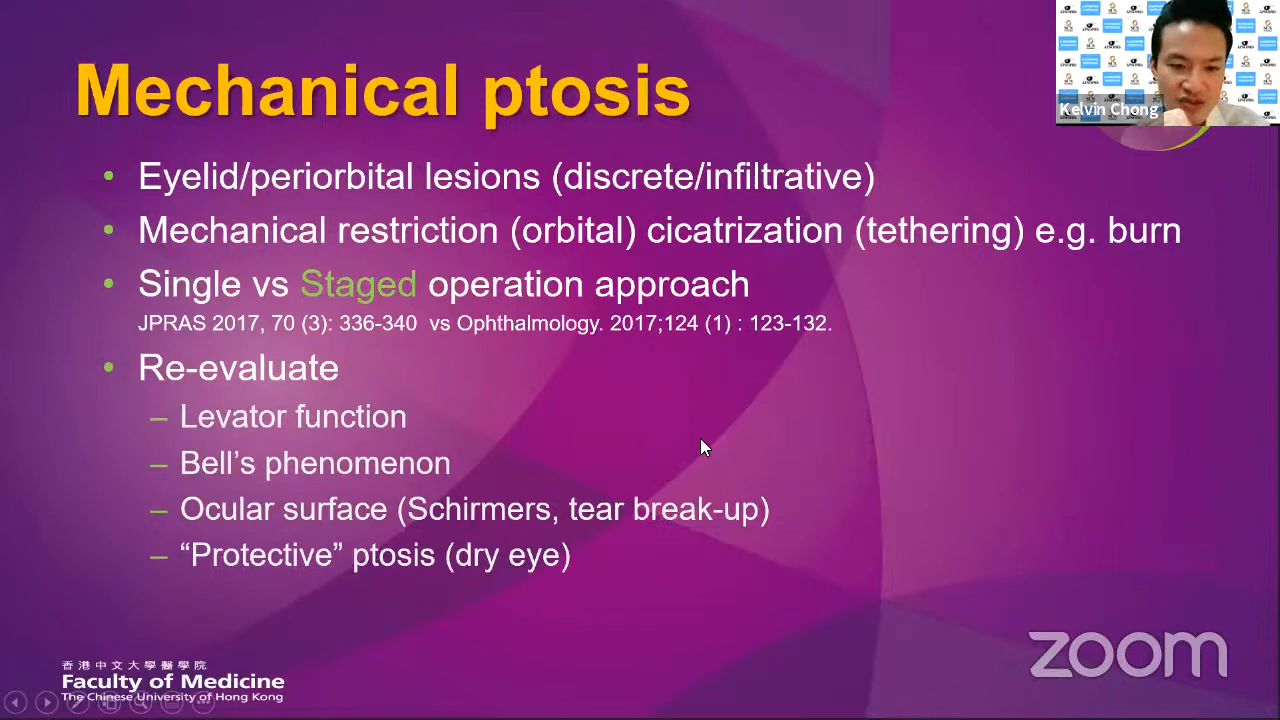 Mechanical ptosis
Kelvin Chong
• Eyelid/periorbital lesions (discrete/infiltrative)
• Mechanical restriction (orbital) cicatrization (tethering) e.g. burn
• Single vs Staged operation approach
JPRAS 2017, 70 (3): 336-340 vs Ophthalmology. 2017;124 (1) : 123-132.
• Re-evaluate
– Levator function
– Bell’s phenomenon
– Ocular surface (Schirmers, tear break-up)
– “Protective” ptosis (dry eye)
香港中文大學醫學院
Faculty of Medicine
The Chinese University of Hong Kong
zoom